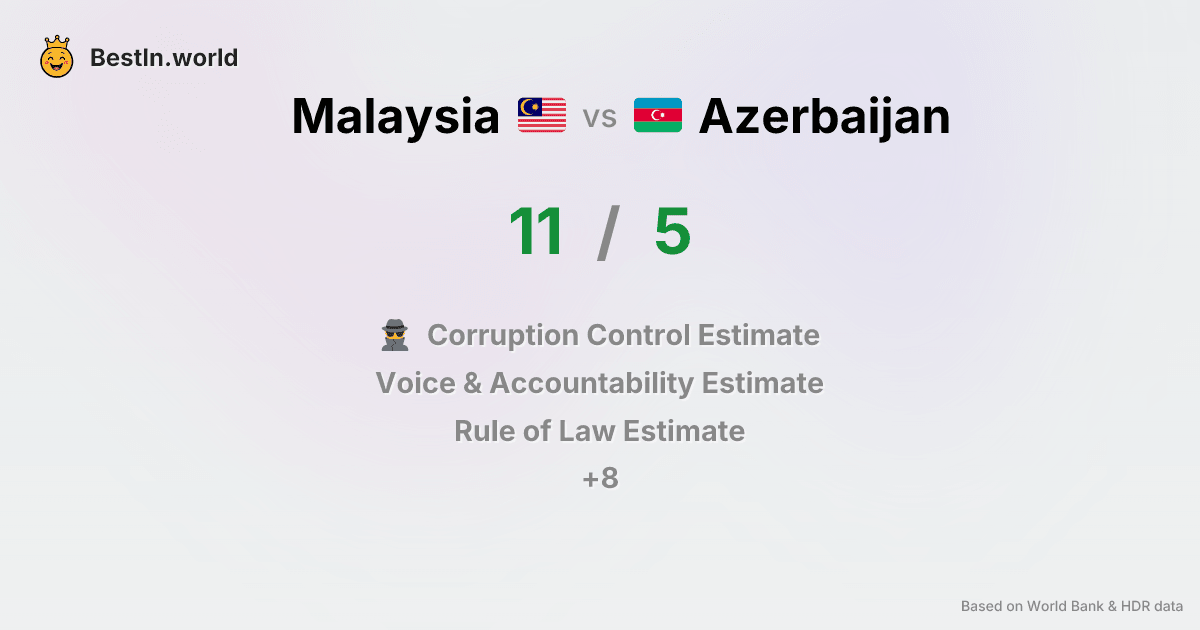 BestIn.world
Malaysia vs Azerbaijan
11 / 5
Corruption Control Estimate
Voice & Accountability Estimate
Rule of Law Estimate
+8
Based on World Bank & HDR data